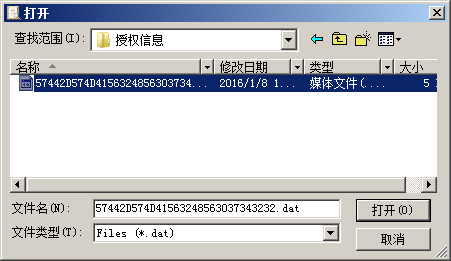 打开
查找范围(I):
授权信息
名称 修改日期 类型 大小
57442D574D4156324856303734... 2016/1/8 1... 媒体文件(.... 5
文件名(N):
57442D574D41563248563037343232.dat
打开(O)
文件类型(T):
Files (*.dat)
取消